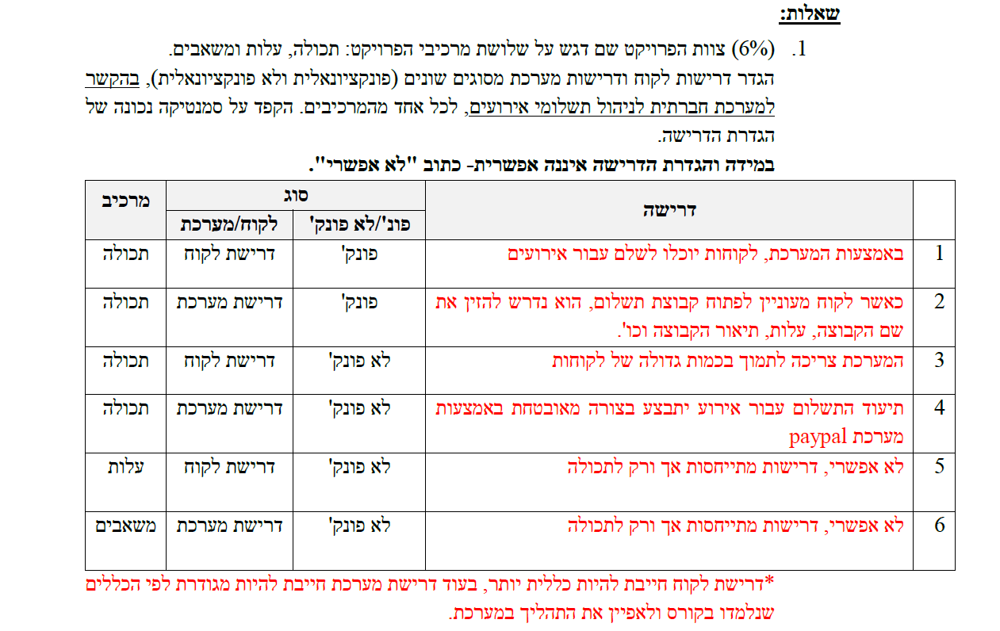 שאלות:
1. (6%) צוות הפרויקט שם דגש על שלושת מרכיבי הפרויקט: תכולה, עלות ומשאבים.
הגדר דרישות לקוח ודרישות מערכת מסוגים שונים (פונקציונאלית ולא פונקציונאלית), בהקשר
למערכת חברתית לניהול תשלומי אירועים, לכל אחד מהמרכיבים. הקפד על סמנטיקה נכונה של
הגדרת הדרישה.
במידה והגדרת הדרישה איננה אפשרית- כתוב "לא אפשרי".
דרישה סוג מרכיב
פונ'/לא פונק' לקוח/מערכת
1 באמצעות המערכת, לקוחות יוכלו לשלם עבור אירועים פונק' דרישת לקוח תכולה
2 כאשר לקוח מעוניין לפתוח קבוצת תשלום, הוא נדרש להזין את פונק' דרישת מערכת תכולה
שם הקבוצה, עלות, תיאור הקבוצה וכו'.
3 המערכת צריכה לתמוך בכמות גדולה של לקוחות לא פונק' דרישת לקוח תכולה
4 תיעוד התשלום עבור אירוע יתבצע בצורה מאובטחת באמצעות לא פונק' דרישת מערכת תכולה
מערכת paypal
5 לא אפשרי, דרישות מתייחסות אך ורק לתכולה לא פונק' דרישת לקוח עלות
6 לא אפשרי, דרישות מתייחסות אך ורק לתכולה לא פונק' דרישת מערכת משאבים
*דרישת לקוח חייבת להיות כללית יותר, בעוד דרישת מערכת חייבת להיות מגודרת לפי הכללים
שנלמדו בקורס ולאפיין את התהליך במערכת.